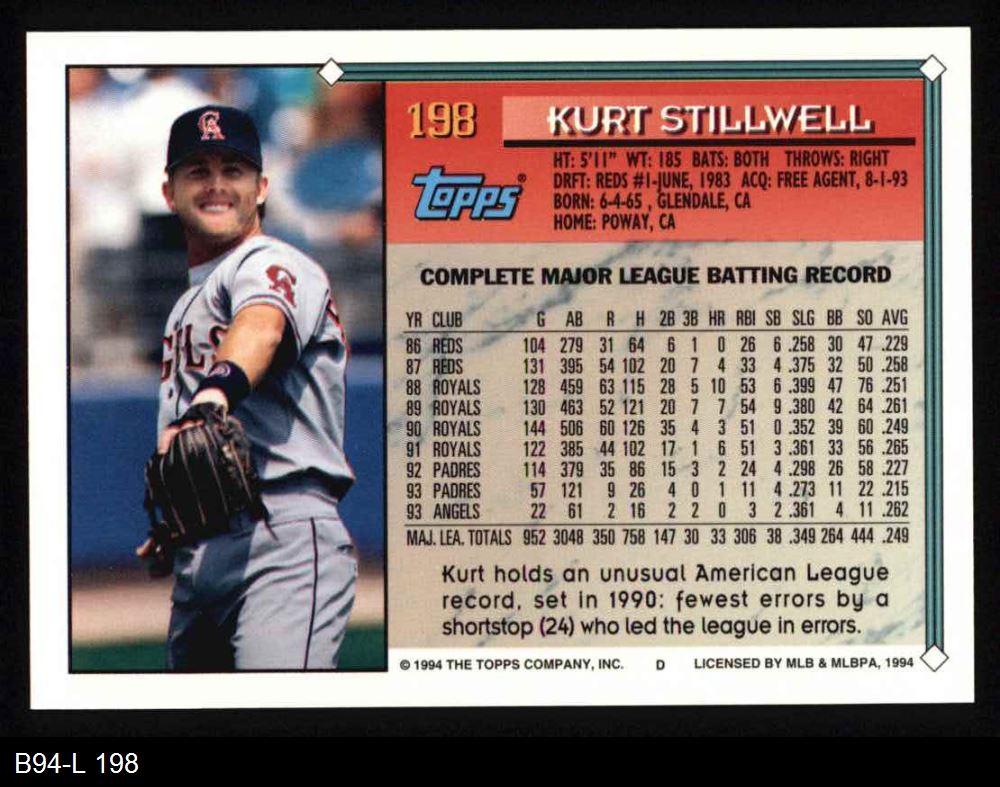 198
KURT STILLWELL
topps®
HT: 5'11" WT: 185 BATS: BOTH THROWS: RIGHT
DRFT: REDS #1-JUNE, 1983 ACQ: FREE AGENT, 8-1-93
BORN: 6-4-65 , GLENDALE, CA
HOME: POWAY, CA
COMPLETE MAJOR LEAGUE BATTING RECORD
YR CLUB G AB R H 2B 3B HR RBI SB SLG BB SO AVG
86 REDS 104 279 31 64 6 1 0 26 6 .258 30 47 .229
87 REDS 131 395 54 102 20 7 4 33 4 .375 32 50 .258
88 ROYALS 128 459 63 115 28 5 10 53 6 .399 47 76 .251
89 ROYALS 130 463 52 121 20 7 7 54 9 .380 42 64 .261
90 ROYALS 144 506 60 126 35 4 3 51 0 .352 39 60 .249
91 ROYALS 122 385 44 102 17 1 6 51 3 .361 33 56 .265
92 PADRES 114 379 35 86 15 3 2 24 4 .298 26 58 .227
93 PADRES 57 121 9 26 4 0 1 11 4 .273 11 22 .215
93 ANGELS 22 61 2 16 2 2 0 3 2 .361 4 11 .262
MAJ. LEA. TOTALS 952 3048 350 758 147 30 33 306 38 .349 264 444 .249
Kurt holds an unusual American League
record, set in 1990: fewest errors by a
shortstop (24) who led the league in errors.
© 1994 THE TOPPS COMPANY, INC. D LICENSED BY MLB & MLBPA, 1994
B94-L 198